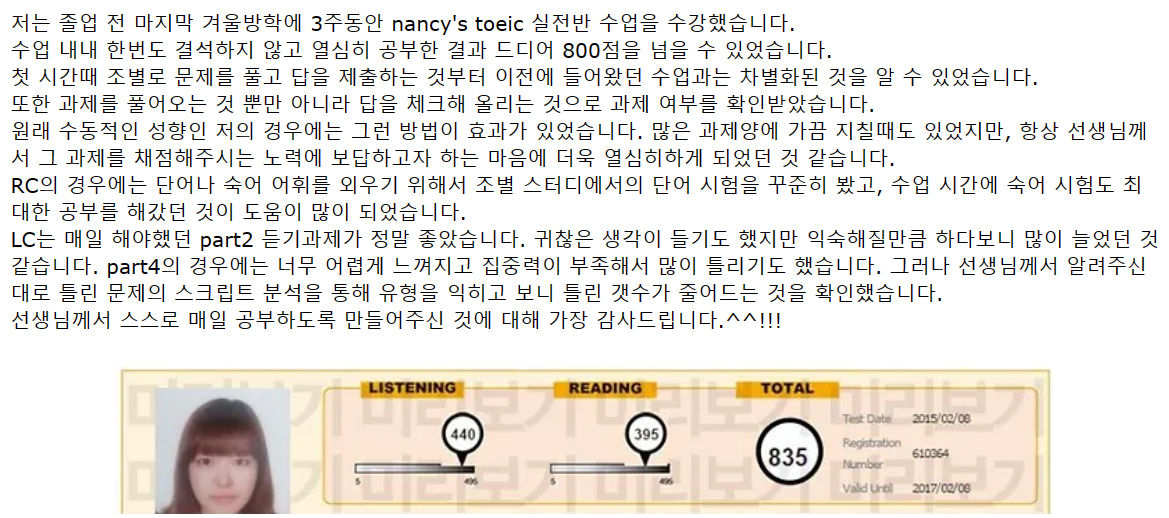 저는 졸업 전 마지막 겨울방학에 3주동안 nancy's toeic 실전반 수업을 수강했습니다.
수업 내내 한번도 결석하지 않고 열심히 공부한 결과 드디어 800점을 넘을 수 있었습니다.
첫 시간때 조별로 문제를 풀고 답을 제출하는 것부터 이전에 들어왔던 수업과는 차별화된 것을 알 수 있었습니다.
또한 과제를 풀어오는 것 뿐만 아니라 답을 체크해 올리는 것으로 과제 여부를 확인받았습니다.
원래 수동적인 성향인 저의 경우에는 그런 방법이 효과가 있었습니다. 많은 과제양에 가끔 지칠때도 있었지만, 항상 선생님께
서 그 과제를 채점해주시는 노력에 보답하고자 하는 마음에 더욱 열심히하게 되었던 것 같습니다.
RC의 경우에는 단어나 숙어 어휘를 외우기 위해서 조별 스터디에서의 단어 시험을 꾸준히 봤고, 수업 시간에 숙어 시험도 최
대한 공부를 해갔던 것이 도움이 많이 되었습니다.
LC는 매일 해야했던 part2 듣기과제가 정말 좋았습니다. 귀찮은 생각이 들기도 했지만 익숙해질만큼 하다보니 많이 늘었던 것
같습니다. part4의 경우에는 너무 어렵게 느껴지고 집중력이 부족해서 많이 틀리기도 했습니다. 그러나 선생님께서 알려주신
대로 틀린 문제의 스크립트 분석을 통해 유형을 익히고 보니 틀린 갯수가 줄어드는 것을 확인했습니다.
선생님께서 스스로 매일 공부하도록 만들어주신 것에 대해 가장 감사드립니다.^^!!!
미리보기 미리보기 미리보기 미리보기
LISTENING READING TOTAL
440 395 835
5 495 5 495
Test Date 2015/02/08
Registration Number 610364
Valid Until 2017/02/08